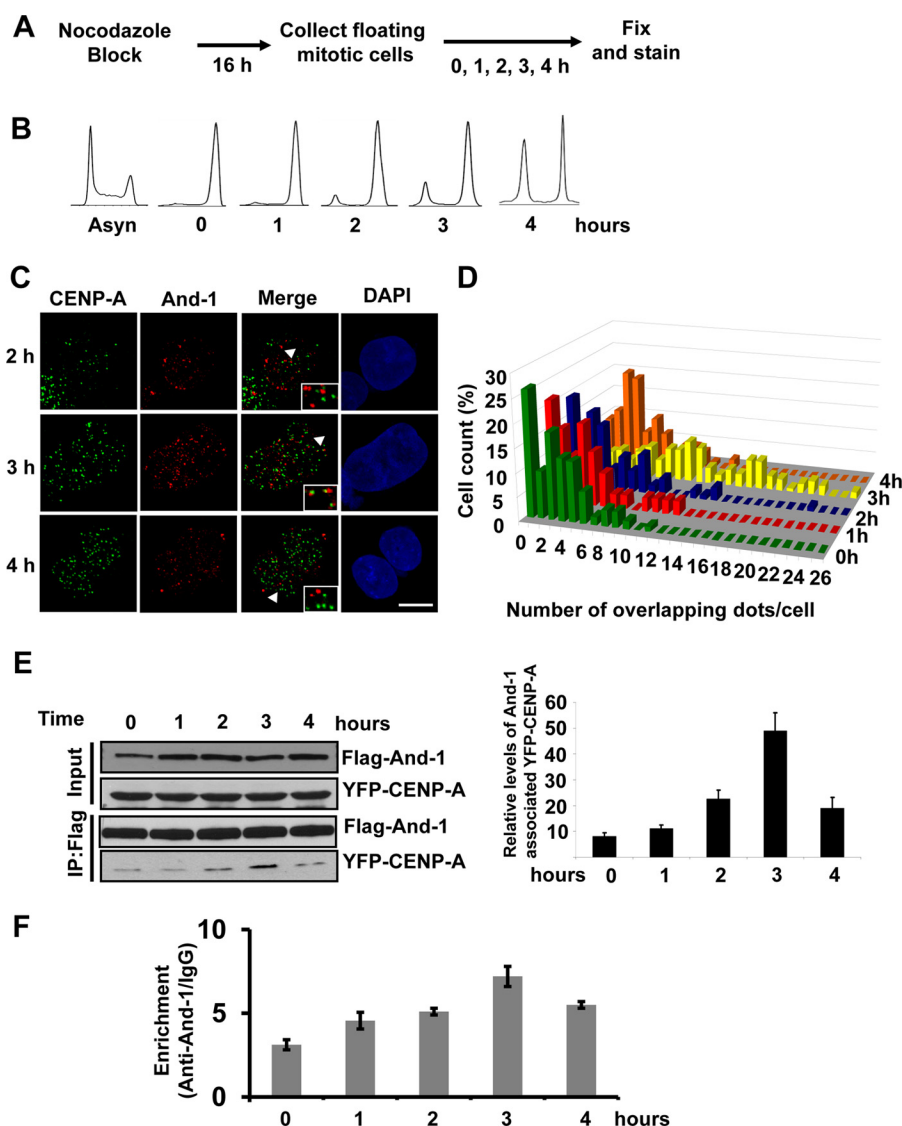 A
Nocodazole
Block
16 h
Collect floating
mitotic cells
0, 1, 2, 3, 4 h
Fix
and stain
B
Asyn 0 1 2 3 4 hours
C
CENP-A And-1 Merge DAPI
2 h
3 h
4 h
D
Cell count (%)
30
25
20
15
10
5
0
0 2 4 6 8 10 12 14 16 18 20 22 24 26
4h
3h
2h
1h
0h
Number of overlapping dots/cell
E
Time 0 1 2 3 4 hours
Input
Flag-And-1
YFP-CENP-A
IP:Flag
Flag-And-1
YFP-CENP-A
Relative levels of And-1
associated YFP-CENP-A
60
50
40
30
20
10
hours 0 1 2 3 4
F
Enrichment
(Anti-And-1/IgG)
10
5
0
0 1 2 3 4 hours